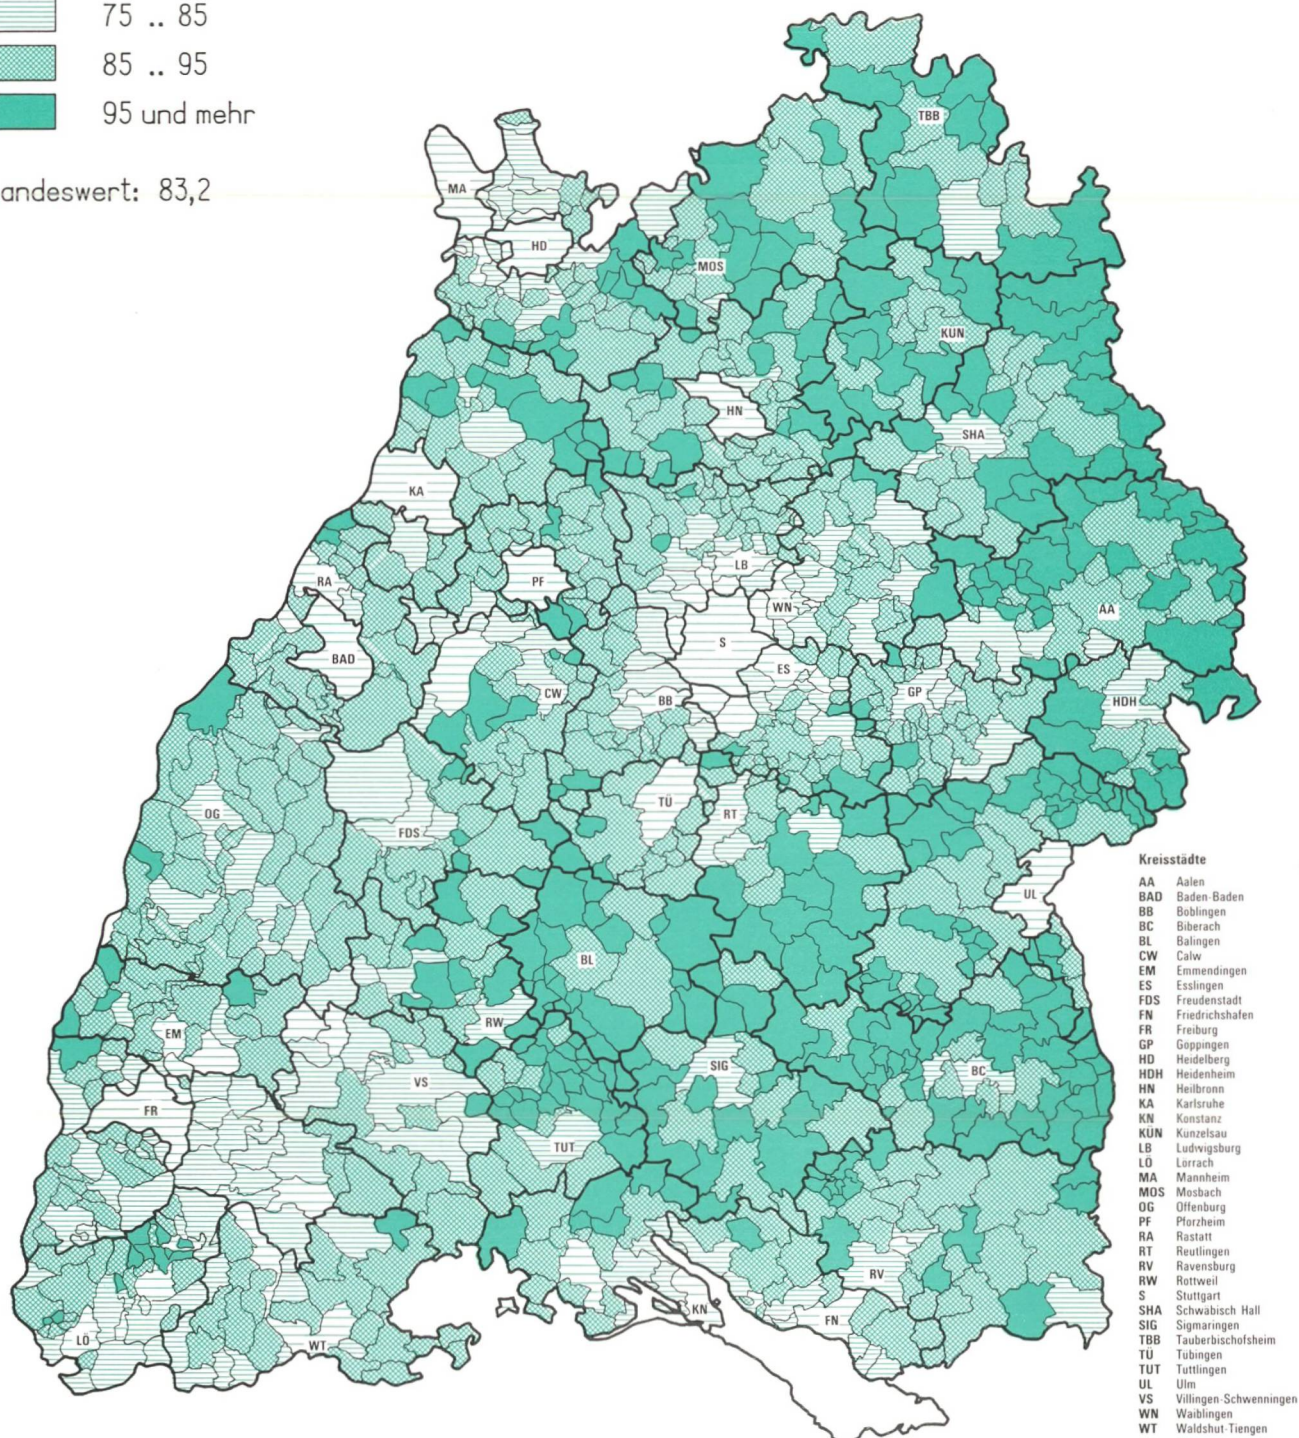 75 .. 85
85 .. 95
95 und mehr
andeswert: 83,2
TBB
MA
HD
MOS
KÜN
HN
SHA
KA
LB
RA
PF
WN
AA
S
BAD
ES
CW
BB
GP
HDH
TÜ
OG
RT
FDS
UL
BL
RW
EM
SIG
BC
VS
FR
TUT
RV
KN
FN
LÖ
WT
Kreisstädte
AA Aalen
BAD Baden-Baden
BB Böblingen
BC Biberach
BL Balingen
CW Calw
EM Emmendingen
ES Esslingen
FDS Freudenstadt
FN Friedrichshafen
FR Freiburg
GP Göppingen
HD Heidelberg
HDH Heidenheim
HN Heilbronn
KA Karlsruhe
KN Konstanz
KÜN Künzelsau
LB Ludwigsburg
LÖ Lörrach
MA Mannheim
MOS Mosbach
OG Offenburg
PF Pforzheim
RA Rastatt
RT Reutlingen
RV Ravensburg
RW Rottweil
S Stuttgart
SHA Schwäbisch Hall
SIG Sigmaringen
TBB Tauberbischofsheim
TÜ Tübingen
TUT Tuttlingen
UL Ulm
VS Villingen-Schwenningen
WN Waiblingen
WT Waldshut-Tiengen